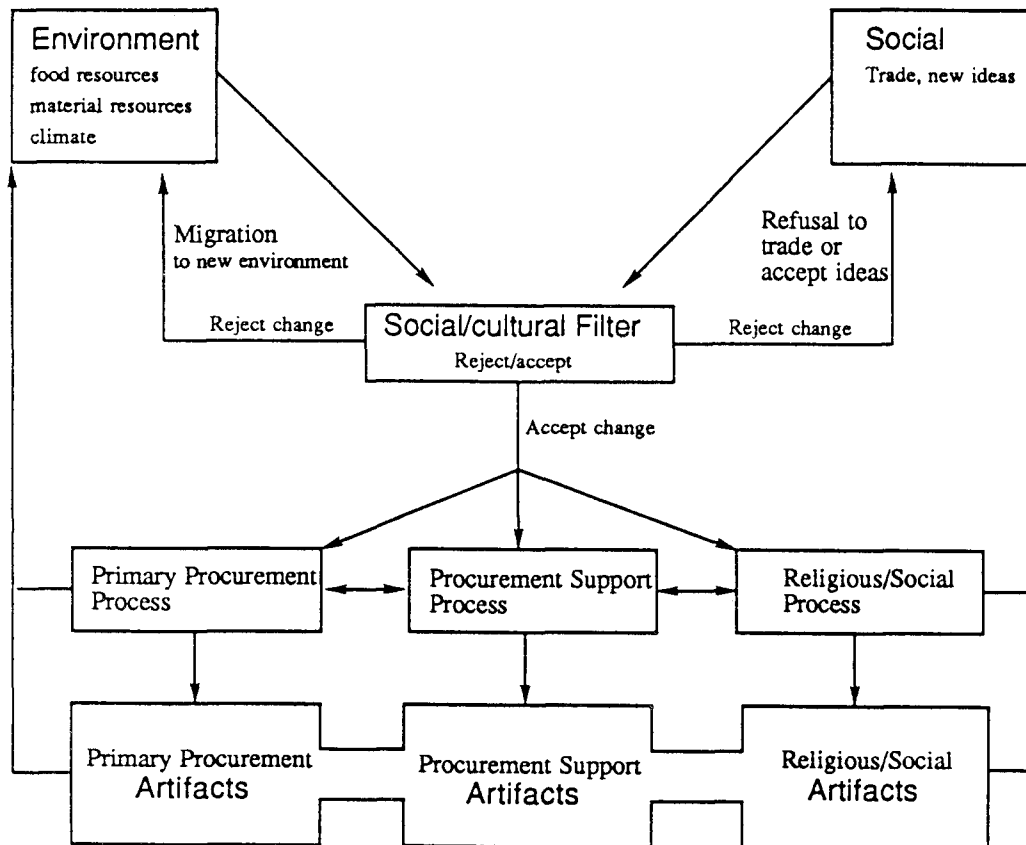 Environment
food resources
material resources
climate
Social
Trade, new ideas
Migration
to new environment
Refusal to
trade or
accept ideas
Reject change
Social/cultural Filter
Reject/accept
Reject change
Accept change
Primary Procurement
Process
Procurement Support
Process
Religious/Social
Process
Primary Procurement
Artifacts
Procurement Support
Artifacts
Religious/Social
Artifacts